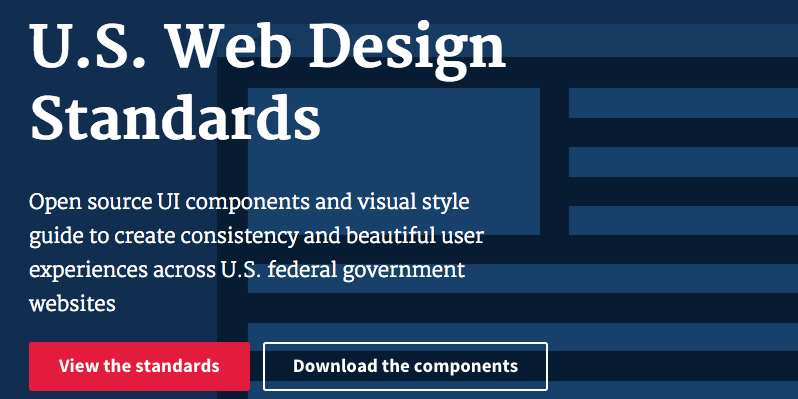 U.S. Web Design
Standards
Open source UI components and visual style
guide to create consistency and beautiful user
experiences across U.S. federal government
websites
View the standards
Download the components